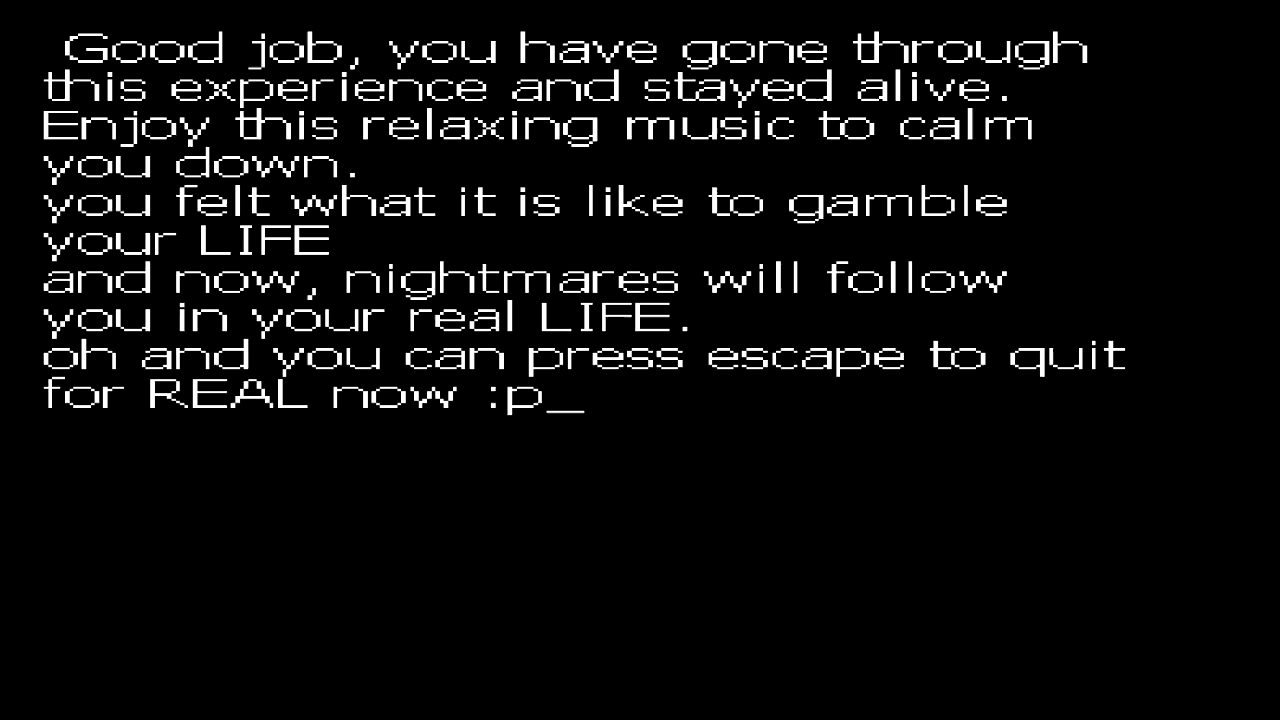 Good job, you have gone through
this experience and stayed alive.
Enjoy this relaxing music to calm
you down.
you felt what it is like to gamble
your LIFE
and now, nightmares will follow
you in your real LIFE.
oh and you can press escape to quit
for REAL now :p_